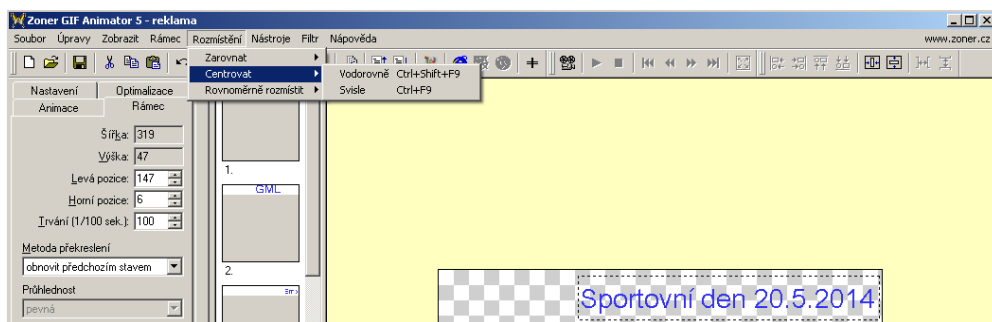 Zoner GIF Animator 5 - reklama
Soubor Úpravy Zobrazit Rámec Rozmístění Nástroje Filtr Nápověda
www.zoner.cz
Zarovnat
Centrovat
Rovnoměrně rozmístit
Vodorovně Ctrl+Shift+F9
Svisle Ctrl+F9
Nastavení Optimalizace
Animace Rámec
Šířka: 319
Výška: 47
Levá pozice: 147
Horní pozice: 6
Trvání (1/100 sek.): 100
Metoda překreslení
obnovit předchozím stavem
Průhlednost
pevná
1.
GML
2.
Sportovní den 20.5.2014